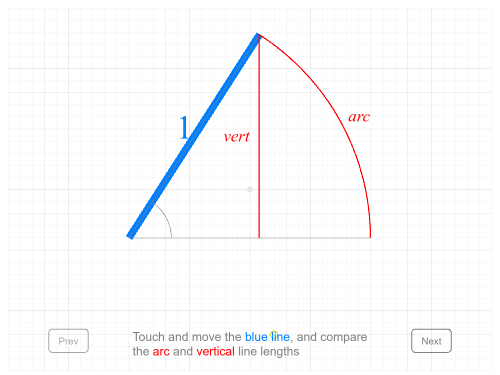 1
vert
arc
Touch and move the blue line, and compare
the arc and vertical line lengths
Prev
Next